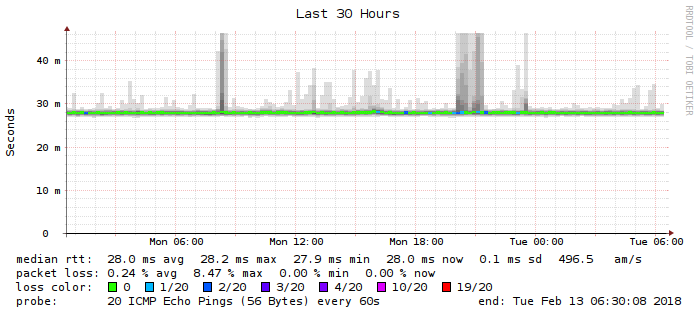 Last 30 Hours
RRDTOOL / TOBI OETIKER
Seconds
40 m
30 m
20 m
10 m
0
Mon 06:00 Mon 12:00 Mon 18:00 Tue 00:00 Tue 06:00
median rtt: 28.0 ms avg 28.2 ms max 27.9 ms min 28.0 ms now 0.1 ms sd 496.5 am/s
packet loss: 0.24 % avg 8.47 % max 0.00 % min 0.00 % now
loss color: 0 1/20 2/20 3/20 4/20 10/20 19/20
probe: 20 ICMP Echo Pings (56 Bytes) every 60s end: Tue Feb 13 06:30:08 2018